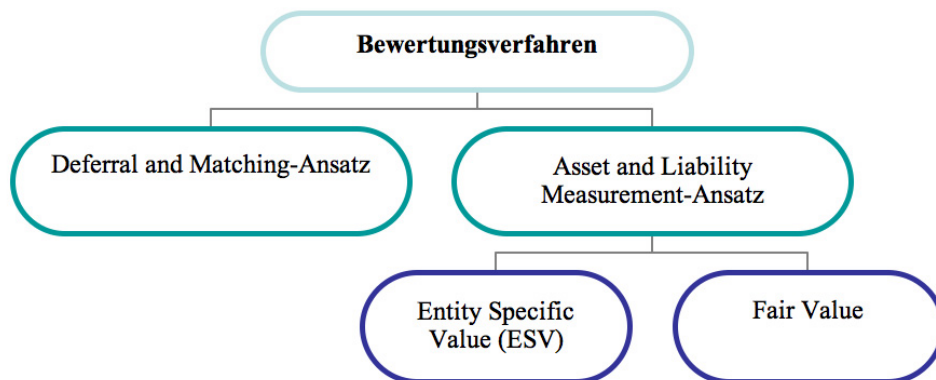 Bewertungsverfahren
Deferral and Matching-Ansatz
Asset and Liability
Measurement-Ansatz
Entity Specific
Value (ESV)
Fair Value